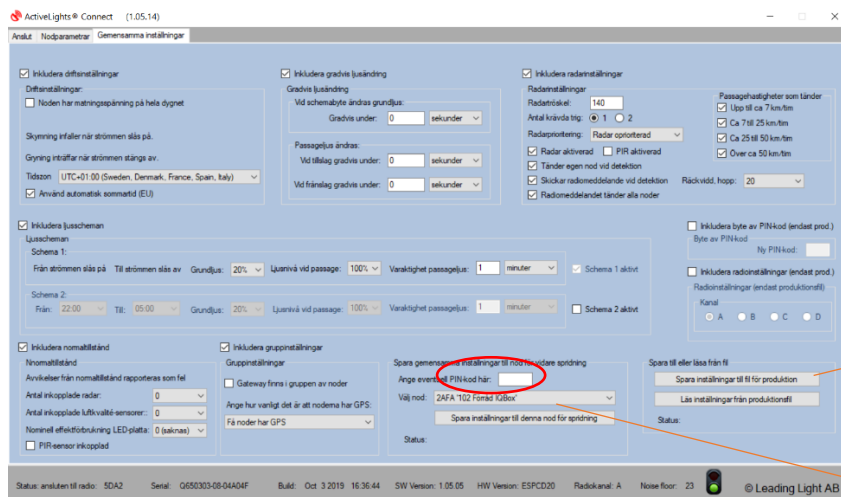 ActiveLights® Connect (1.05.14)
Anslut Nodparametrar Gemensamma inställningar
Inkludera driftsinställningar
Driftsinställningar:
Noden har matningsspänning på hela dygnet
Skymning infaller när strömmen slås på.
Gryning inträffar när strömmen stängs av.
Tidszon UTC+01:00 (Sweden, Denmark, France, Spain, Italy)
Använd automatisk sommartid (EU)
Inkludera gradvis ljusändring
Gradvis ljusändring
Vid schemabyte ändras grundljus:
Gradvis under: 0 sekunder
Passageljus ändras:
Vid tillslag gradvis under: 0 sekunder
Vid frånslag gradvis under: 0 sekunder
Inkludera radarinställningar
Radarinställningar
Radartröskel: 140
Antal krävda trig: 1 2
Radarprioritering: Radar oprioriterad
Radar aktiverad PIR aktiverad
Tänder egen nod vid detektion
Skickar radiomeddelande vid detektion Räckvidd, hopp: 20
Radiomeddelandet tänder alla noder
Passagehastigheter som tänder
Upp till ca 7 km/tim
Ca 7 till 25 km/tim
Ca 25 till 50 km/tim
Över ca 50 km/tim
Inkludera ljusscheman
Ljusscheman
Schema 1:
Från strömmen slås på Till strömmen slås av Grundljus: 20% Ljusnivå vid passage: 100% Varaktighet passageljus: 1 minuter Schema 1 aktivt
Schema 2:
Från: 22:00 Till: 05:00 Grundljus: 20% Ljusnivå vid passage: 100% Varaktighet passageljus: 1 minuter Schema 2 aktivt
Inkludera byte av PIN-kod (endast prod.)
Byte av PIN-kod
Ny PIN-kod:
Inkludera radioinställningar (endast prod.)
Radioinställningar (endast produktionsfil)
Kanal
A B C D
Inkludera normaltillstånd
Nnormaltillstånd
Avvikelser från normaltillstånd rapporteras som fel
Antal inkopplade radar: 0
Antal inkopplade luftkvalité-sensorer:: 0
Nominell effektförbrukning LED-platta: 0 (saknas)
PIR-sensor inkopplad
Inkludera gruppinställningar
Gruppinställningar
Gateway finns i gruppen av noder
Ange hur vanligt det är att noderna har GPS:
Få noder har GPS
Spara gemensamma inställningar till nod för vidare spridning
Ange eventuell PIN-kod här:
Välj nod: 2AFA '102 Förråd IQBox'
Spara inställningar till denna nod för spridning
Status:
Spara till eller läsa från fil
Spara inställningar till fil för produktion
Läs inställningar från produktionsfil
Status:
Status: ansluten till radio: 5DA2 Serial: Q650303-08-04A04F Build: Oct 3 2019 16:36:44 SW Version: 1.05.05 HW Version: ESPCD20 Radiokanal: A Noise floor: 23 © Leading Light AB